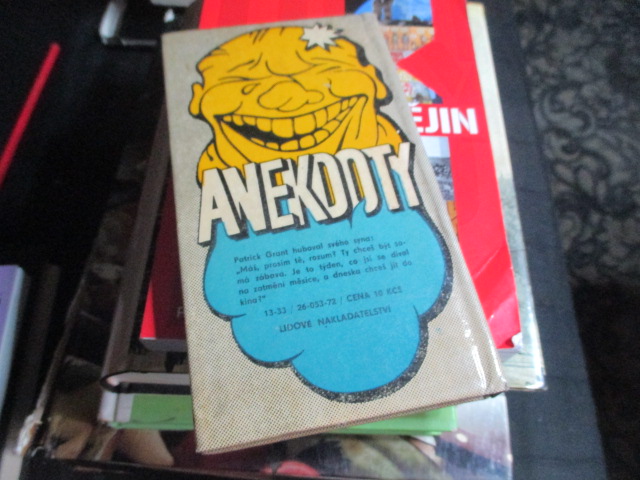 ĚJIN
ANEKDOTY
Patrick Grant huboval svého syna:
„Máš, prosím tě, rozum? Ty chceš být sa-
má zábava. Je to týden, co jsi se díval
na zatmění měsíce, a dneska chceš jít do
kina!"
13-33 / 26-053-72 / CENA 10 KČS
LIDOVÉ NAKLADATELSTVÍ